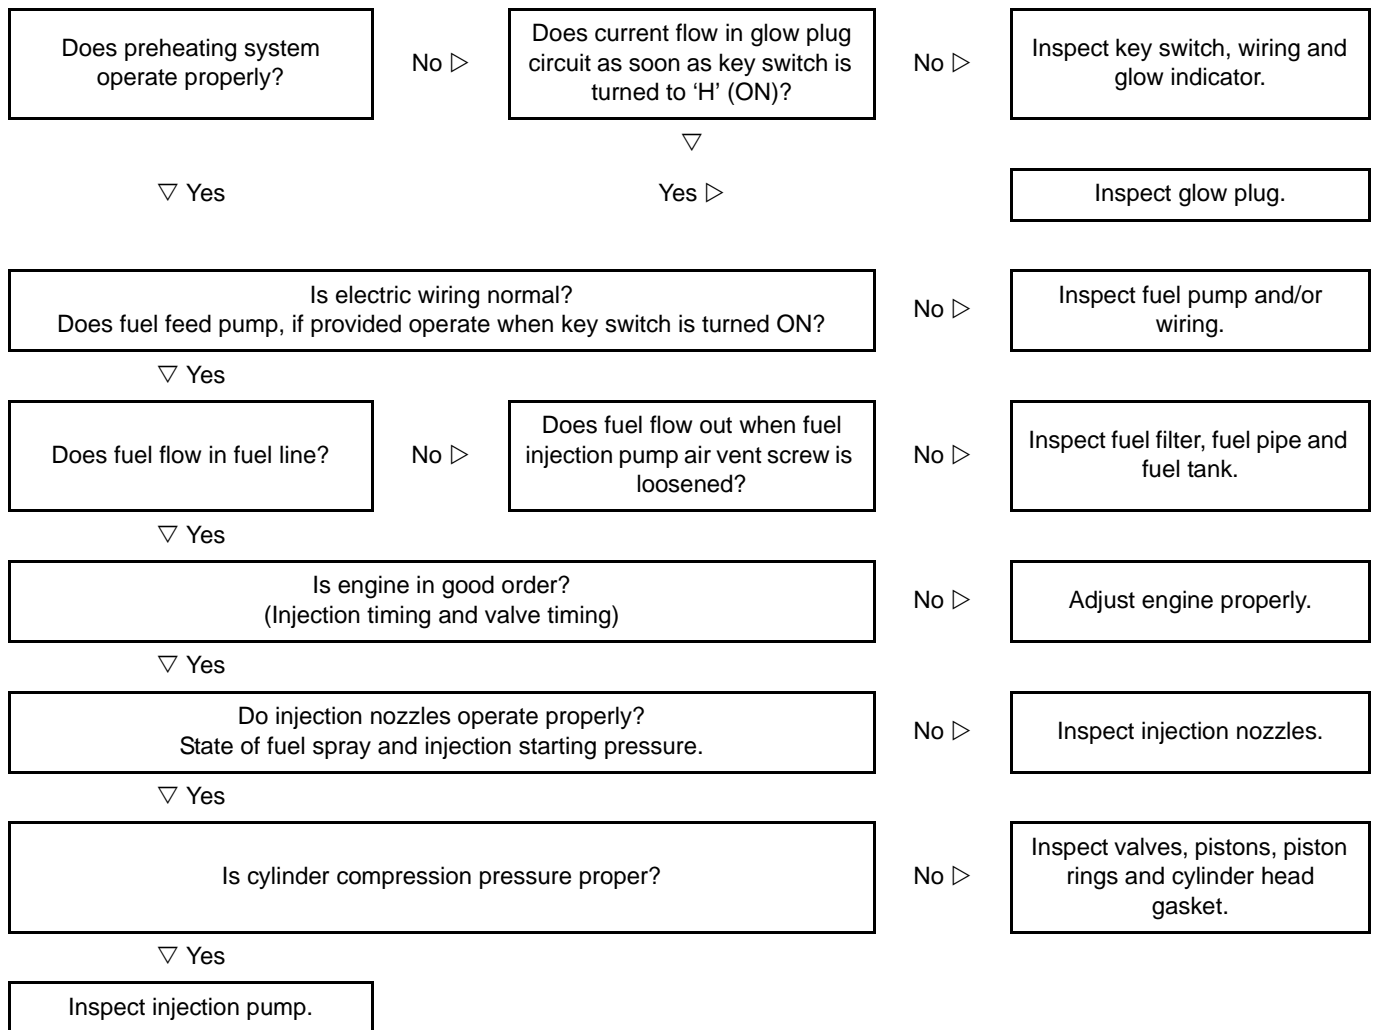 Does preheating system
operate properly?
No ▷
Does current flow in glow plug
circuit as soon as key switch is
turned to ‘H’ (ON)?
No ▷
Inspect key switch, wiring and
glow indicator.
▽
▽ Yes
Yes ▷
Inspect glow plug.
Is electric wiring normal?
Does fuel feed pump, if provided operate when key switch is turned ON?
No ▷
Inspect fuel pump and/or
wiring.
▽ Yes
Does fuel flow in fuel line?
No ▷
Does fuel flow out when fuel
injection pump air vent screw is
loosened?
No ▷
Inspect fuel filter, fuel pipe and
fuel tank.
▽ Yes
Is engine in good order?
(Injection timing and valve timing)
No ▷
Adjust engine properly.
▽ Yes
Do injection nozzles operate properly?
State of fuel spray and injection starting pressure.
No ▷
Inspect injection nozzles.
▽ Yes
Is cylinder compression pressure proper?
No ▷
Inspect valves, pistons, piston
rings and cylinder head
gasket.
▽ Yes
Inspect injection pump.